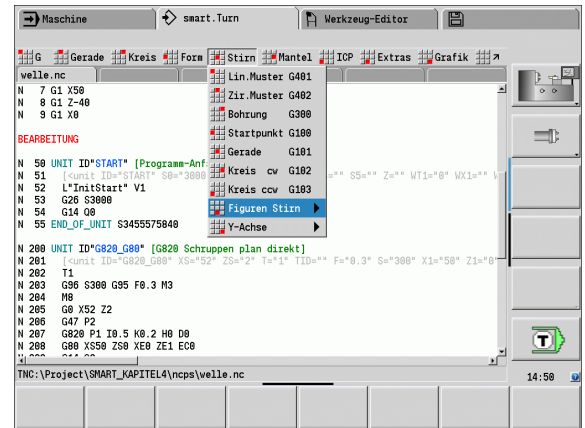 Maschine smart.Turn Werkzeug-Editor
G Gerade Kreis Form Stirn Mantel ICP Extras Grafik
welle.nc
N 7 G1 X50
N 8 G1 Z-40
N 9 G1 X0
BEARBEITUNG
N 50 UNIT ID"START" [Programm-Anf
N 51 [<unit ID="START" S0="3000 ="" S5="" Z="" WT1="0" WX1=""
N 52 L"InitStart" V1
N 53 G26 S3000
N 54 G14 Q0
N 55 END_OF_UNIT S3455575840
N 200 UNIT ID"G820_G80" [G820 Schruppen plan direkt]
N 201 [<unit ID="G820_G80" XS="52" ZS="2" T="1" TID="" F="0.3" S="300" X1="50" Z1="0"
N 202 T1
N 203 G96 S300 G95 F0.3 M3
N 204 M8
N 205 G0 X52 Z2
N 206 G47 P2
N 207 G820 P1 I0.5 K0.2 H0 D0
N 208 G80 XS50 ZS0 XE0 ZE1 EC0
Lin.Muster G401
Zir.Muster G402
Bohrung G300
Startpunkt G100
Gerade G101
Kreis cw G102
Kreis ccw G103
Figuren Stirn
Y-Achse
TNC:\Project\SMART_KAPITEL4\ncps\welle.nc
T
14:50